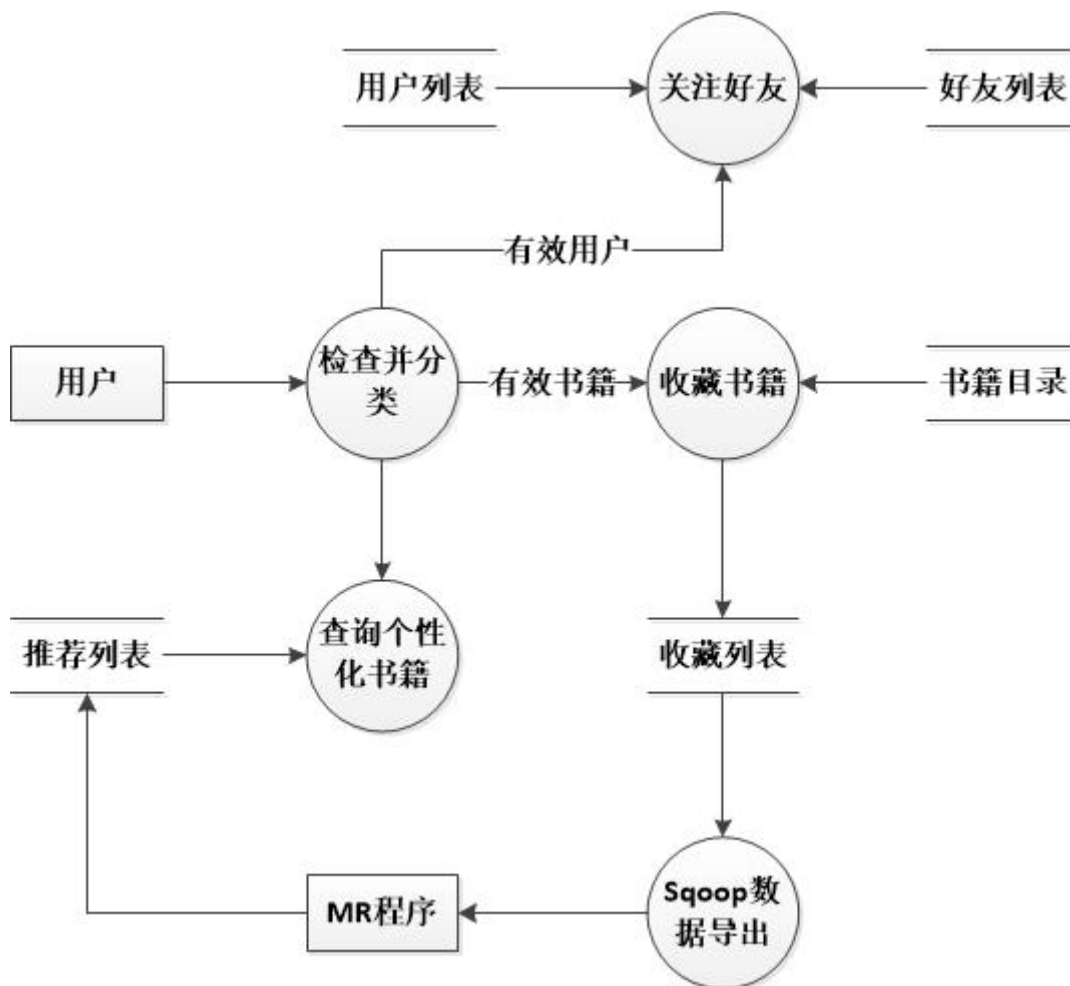 用户列表
关注好友
好友列表
有效用户
用户
检查并分
类
有效书籍
收藏书籍
书籍目录
推荐列表
查询个性
化书籍
收藏列表
MR程序
Sqoop数
据导出